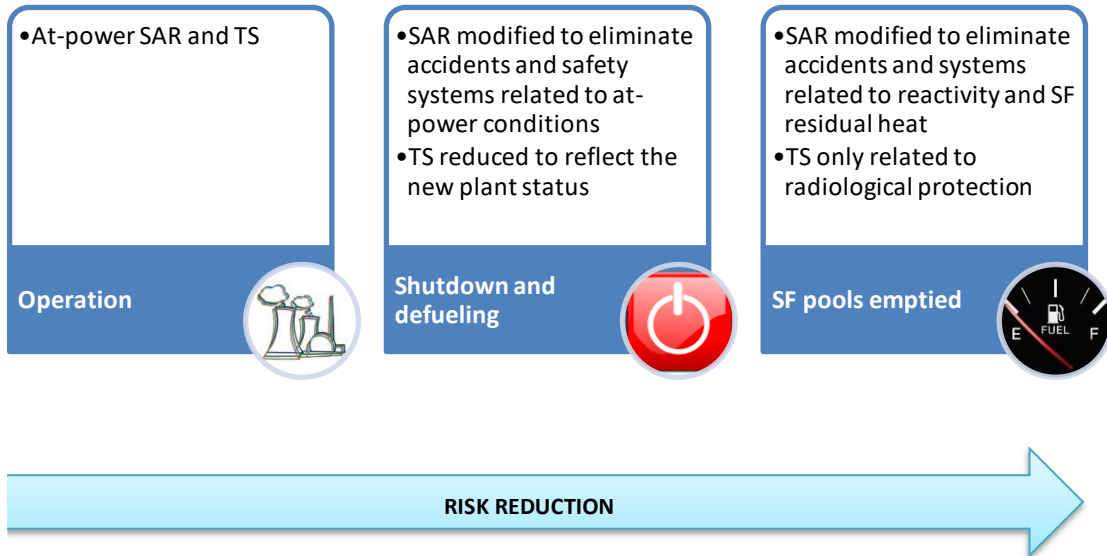 •At-power SAR and TS
Operation
•SAR modified to eliminate
accidents and safety
systems related to at-
power conditions
•TS reduced to reflect the
new plant status
Shutdown and
defueling
•SAR modified to eliminate
accidents and systems
related to reactivity and SF
residual heat
•TS only related to
radiological protection
SF pools emptied
E FUEL F
RISK REDUCTION